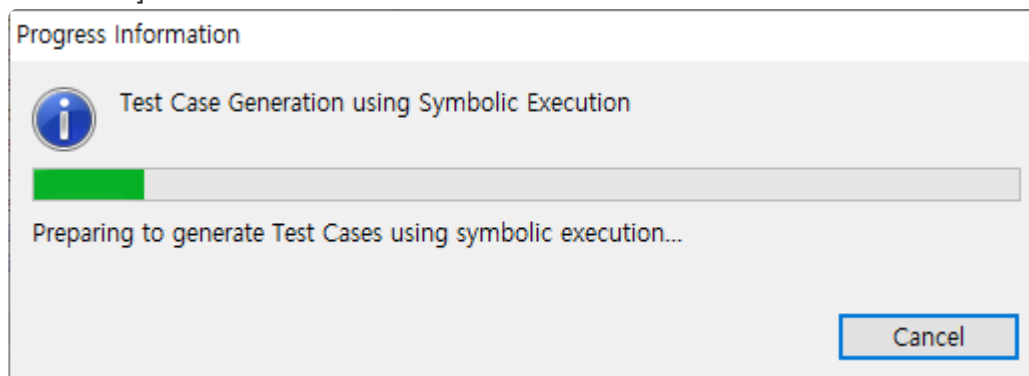 ]
Progress Information
Test Case Generation using Symbolic Execution
Preparing to generate Test Cases using symbolic execution...
Cancel